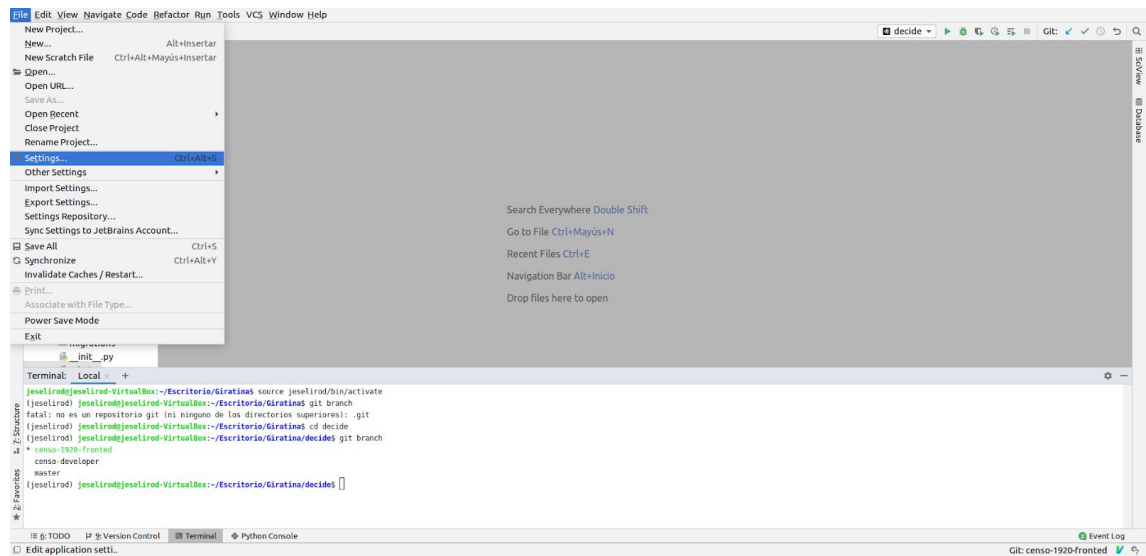 File Edit View Navigate Code Refactor Run Tools VCS Window Help
New Project...
New... Alt+Insertar
New Scratch File Ctrl+Alt+Mayús+Insertar
Open...
Open URL...
Save As...
Open Recent
Close Project
Rename Project...
Settings... Ctrl+Alt+S
Other Settings
Import Settings...
Export Settings...
Settings Repository...
Sync Settings to JetBrains Account...
Save All Ctrl+S
Synchronize Ctrl+Alt+Y
Invalidate Caches / Restart...
Print...
Associate with File Type...
Power Save Mode
Exit
decide
Git:
SciView
Database
Search Everywhere Double Shift
Go to File Ctrl+Mayús+N
Recent Files Ctrl+E
Navigation Bar Alt+Inicio
Drop files here to open
migrations
__init__.py
Terminal: Local × +
jeselirod@jeselirod-VirtualBox:~/Escritorio/Giratina$ source jeselirod/bin/activate
(jeselirod) jeselirod@jeselirod-VirtualBox:~/Escritorio/Giratina$ git branch
fatal: no es un repositorio git (ni ninguno de los directorios superiores): .git
(jeselirod) jeselirod@jeselirod-VirtualBox:~/Escritorio/Giratina$ cd decide
(jeselirod) jeselirod@jeselirod-VirtualBox:~/Escritorio/Giratina/decide$ git branch
* censo-1920-fronted
censo-developer
master
(jeselirod) jeselirod@jeselirod-VirtualBox:~/Escritorio/Giratina/decide$
7: Structure
2: Favorites
6: TODO 9: Version Control Terminal Python Console Event Log
Edit application setti.. Git: censo-1920-fronted